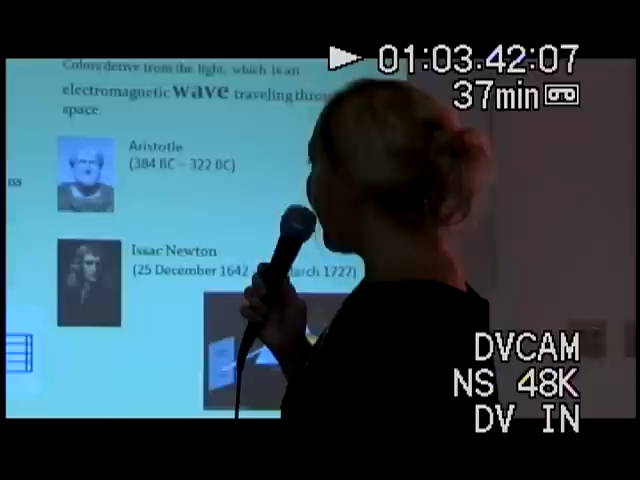 01:03.42:07
37min
Colors derive from the light, which is an
electromagnetic wave traveling throu
space.
Aristotle
(384 BC – 322 BC)
Issac Newton
(25 December 1642 arch 1727)
DVCAM
NS 48K
DV IN